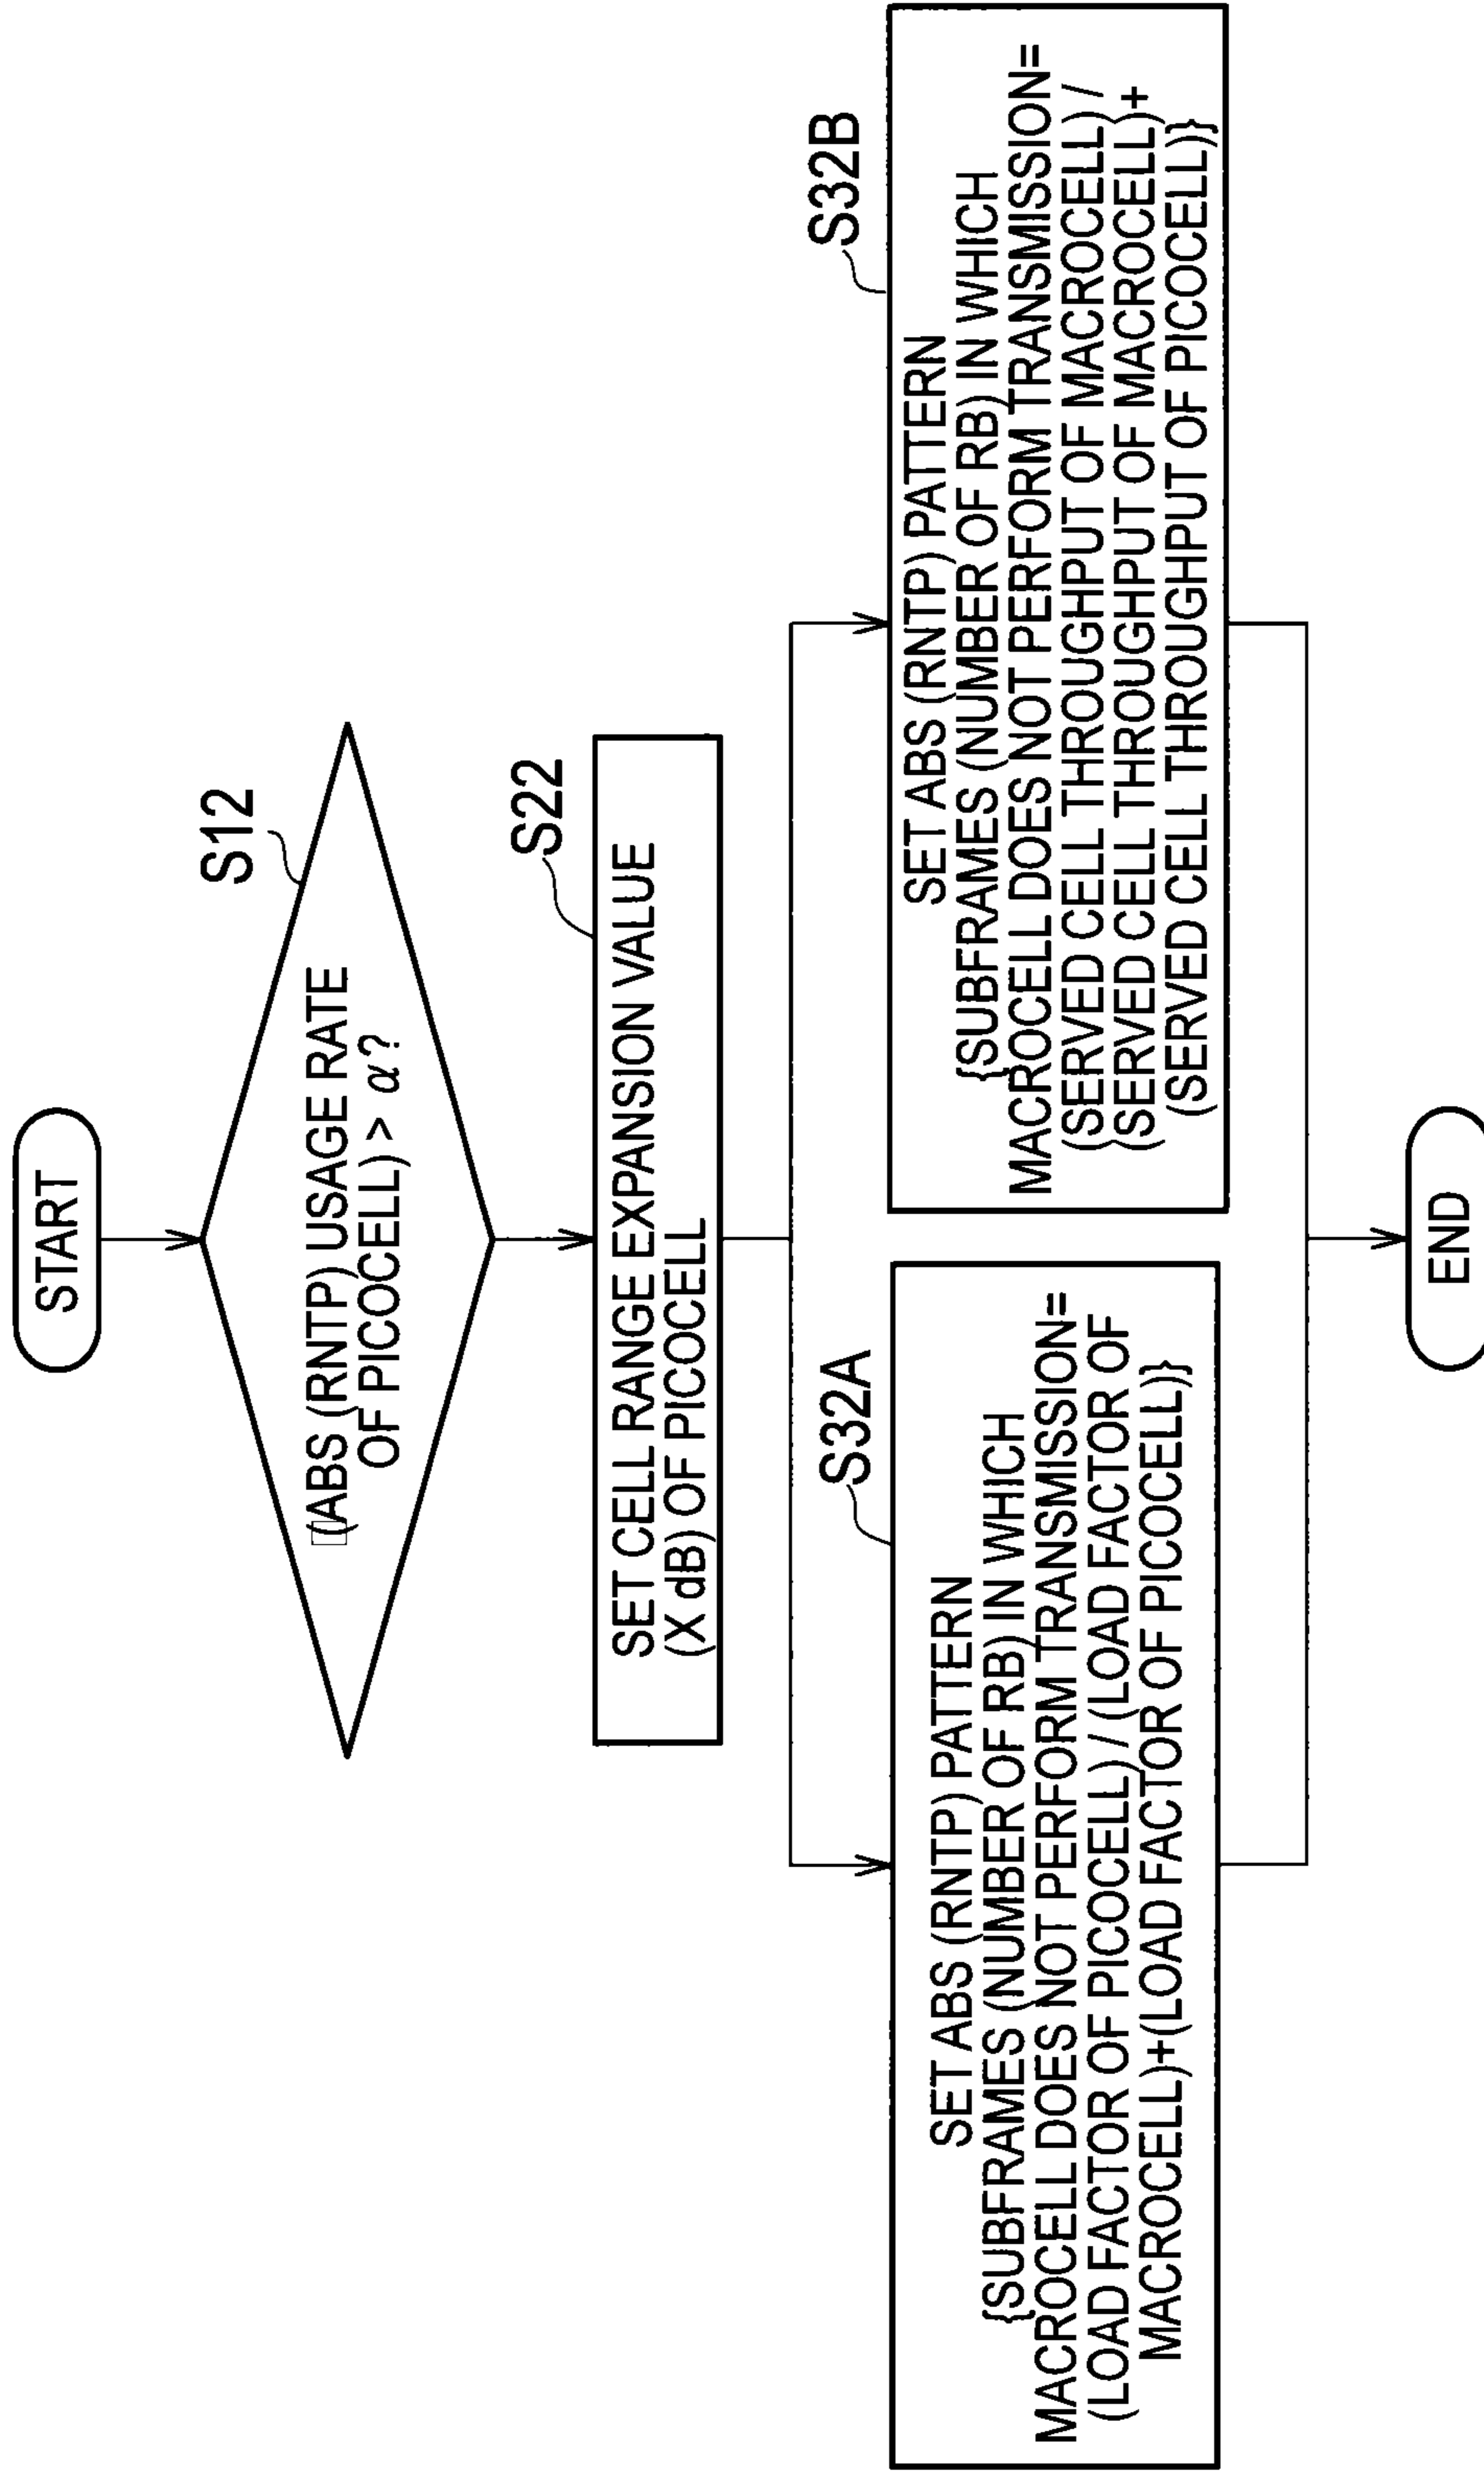 START
S12
(ABS (RNTP) USAGE RATE
OF PICOCELL) > α?
S22
SET CELL RANGE EXPANSION VALUE
(X dB) OF PICOCELL
S32A
SET ABS (RNTP) PATTERN
{SUBFRAMES (NUMBER OF RB) IN WHICH
MACROCELL DOES NOT PERFORM TRANSMISSION=
(LOAD FACTOR OF PICOCELL) / (LOAD FACTOR OF
MACROCELL)+(LOAD FACTOR OF PICOCELL)}
S32B
SET ABS (RNTP) PATTERN
{SUBFRAMES (NUMBER OF RB) IN WHICH
MACROCELL DOES NOT PERFORM TRANSMISSION=
(SERVED CELL THROUGHPUT OF MACROCELL) /
(SERVED CELL THROUGHPUT OF MACROCELL)+
(SERVED CELL THROUGHPUT OF PICOCELL)}
END